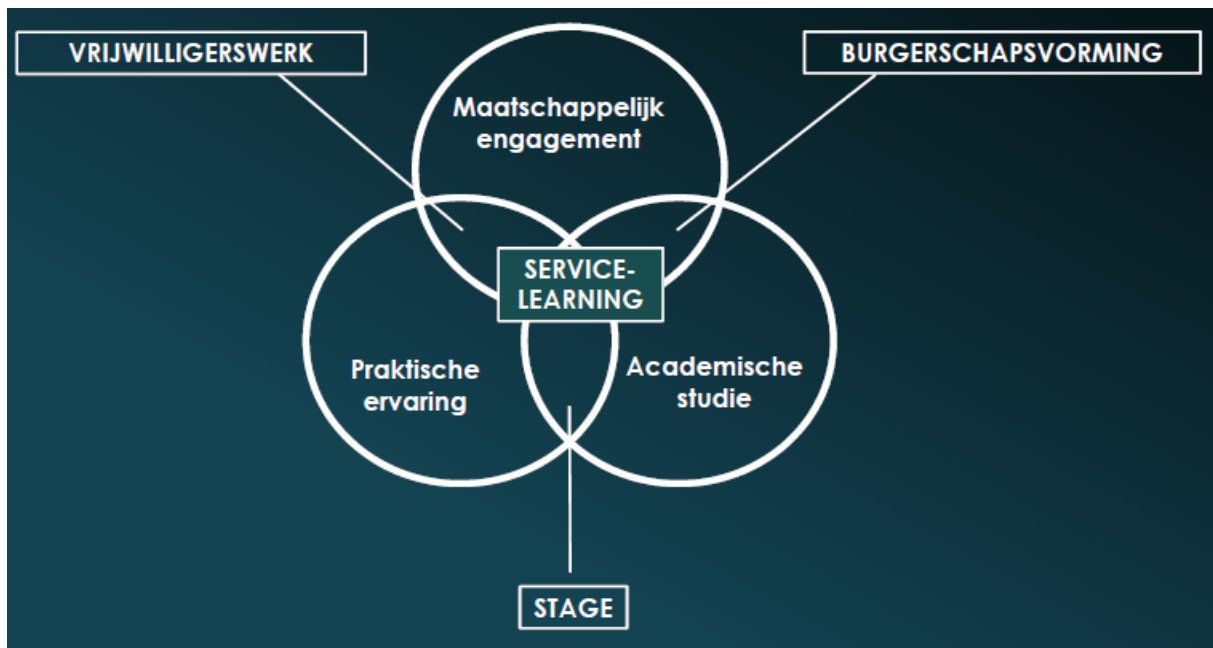 VRIJWILLIGERSWERK
BURGERSCHAPSVORMING
Maatschappelijk
engagement
SERVICE-
LEARNING
Praktische
ervaring
Academische
studie
STAGE